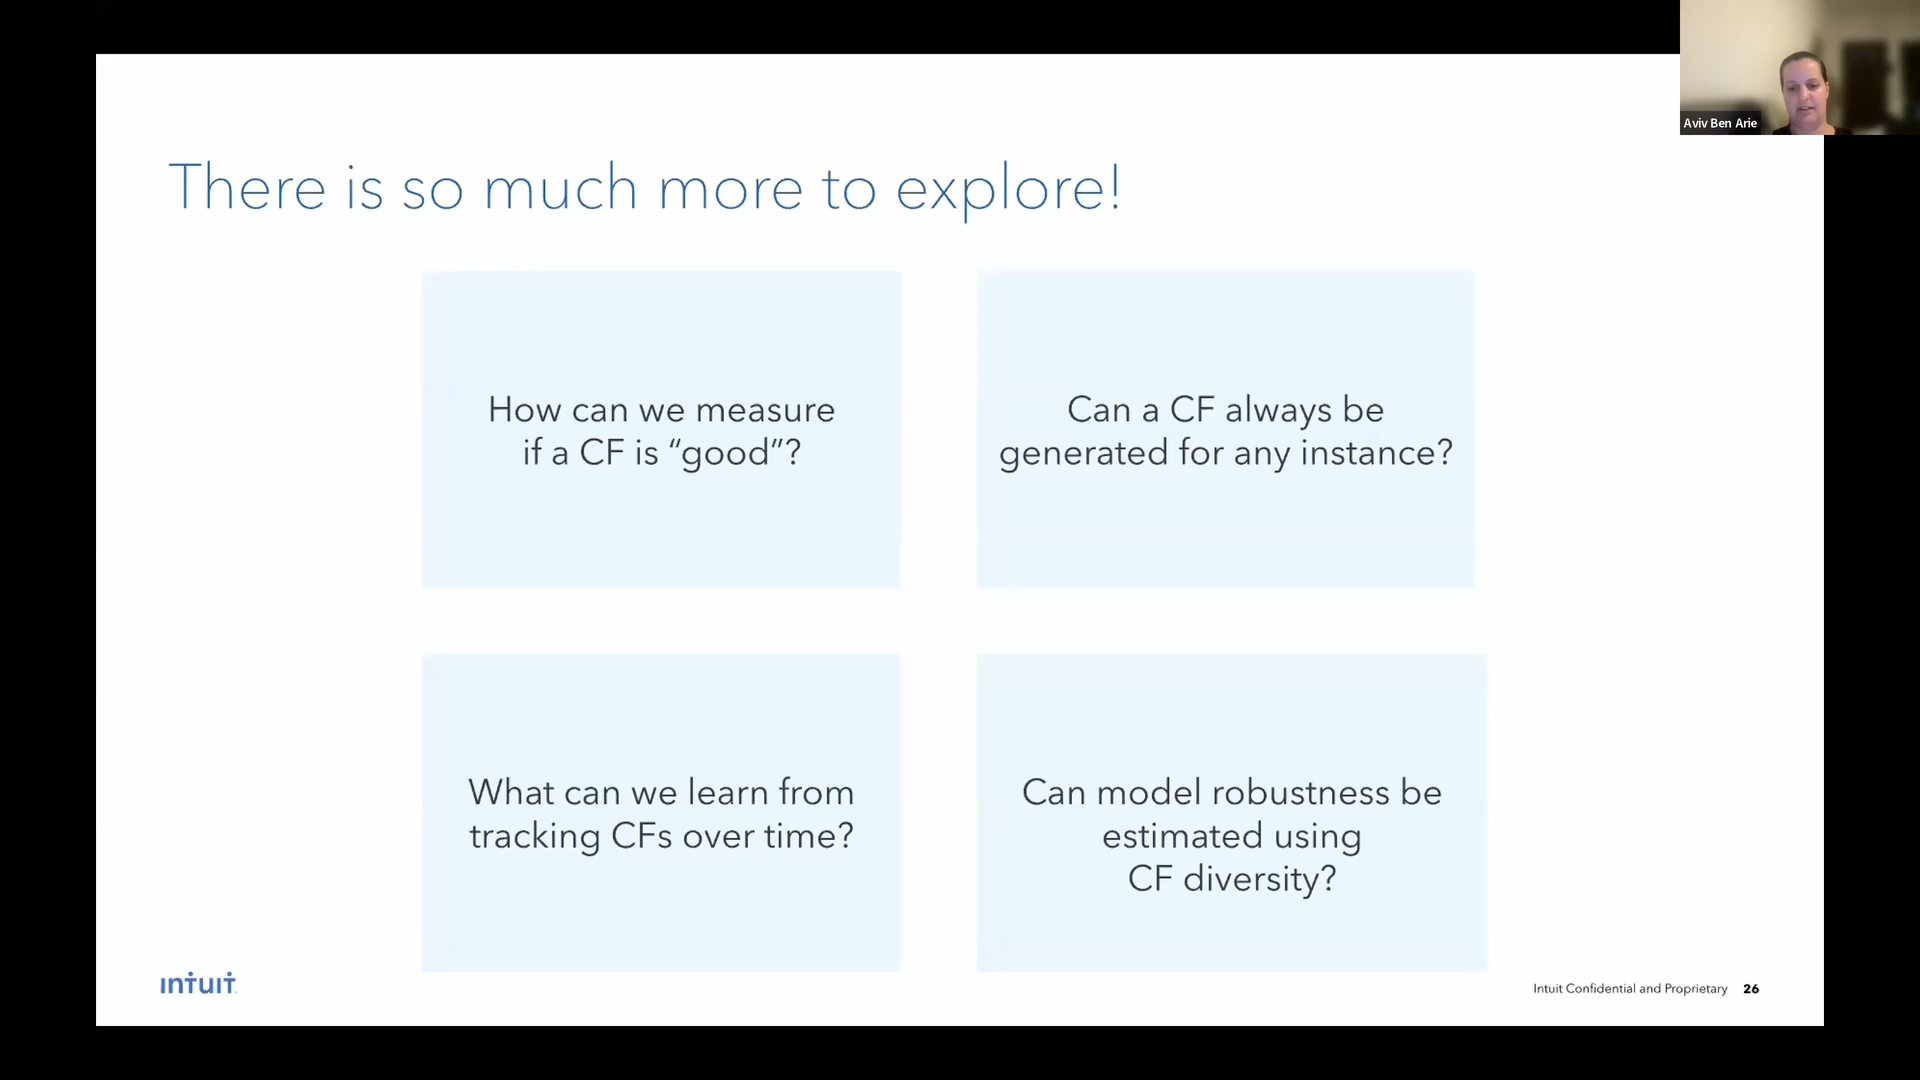 Aviv Ben Arie
There is so much more to explore!
How can we measure
if a CF is “good”?
Can a CF always be
generated for any instance?
What can we learn from
tracking CFs over time?
Can model robustness be
estimated using
CF diversity?
ıntuıt
Intuit Confidential and Proprietary 26